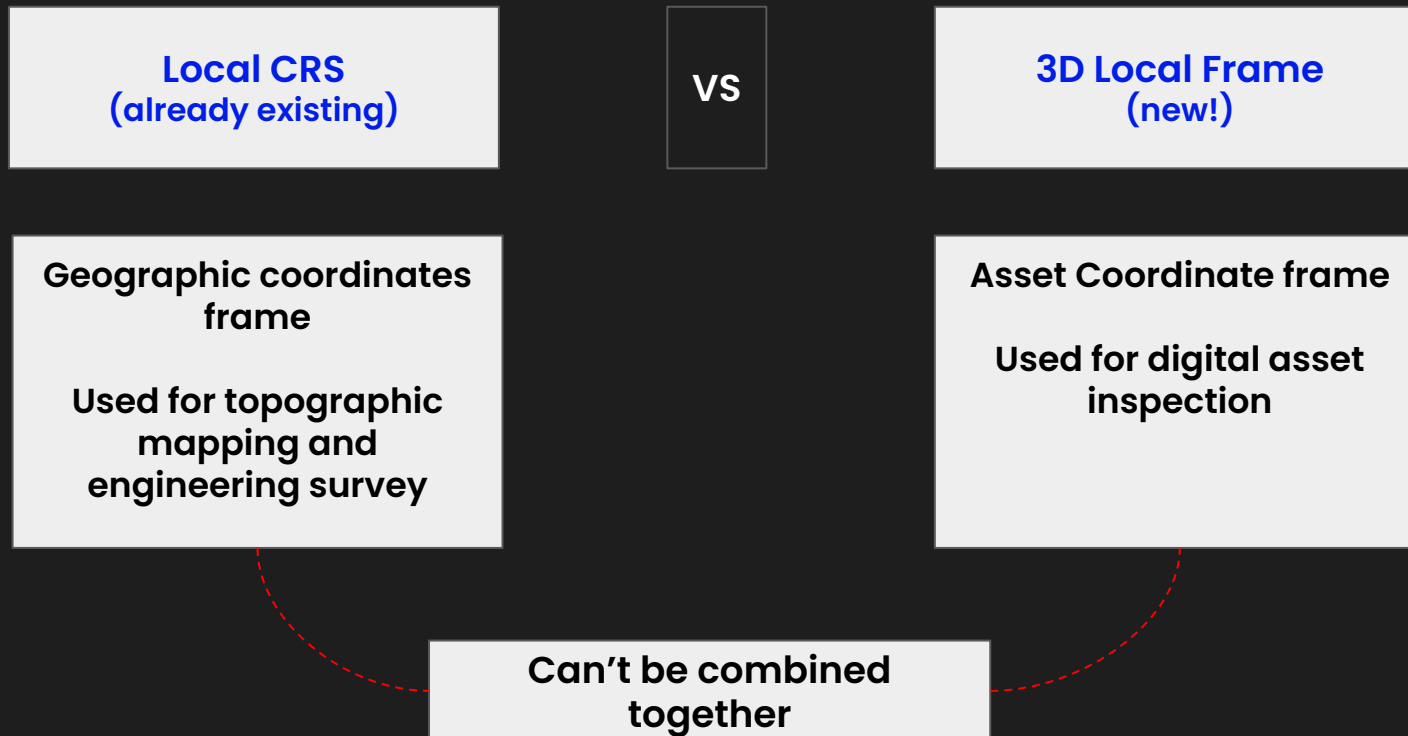 Local CRS
(already existing)
VS
3D Local Frame
(new!)
Geographic coordinates
frame
Used for topographic
mapping and
engineering survey
Asset Coordinate frame
Used for digital asset
inspection
Can’t be combined
together